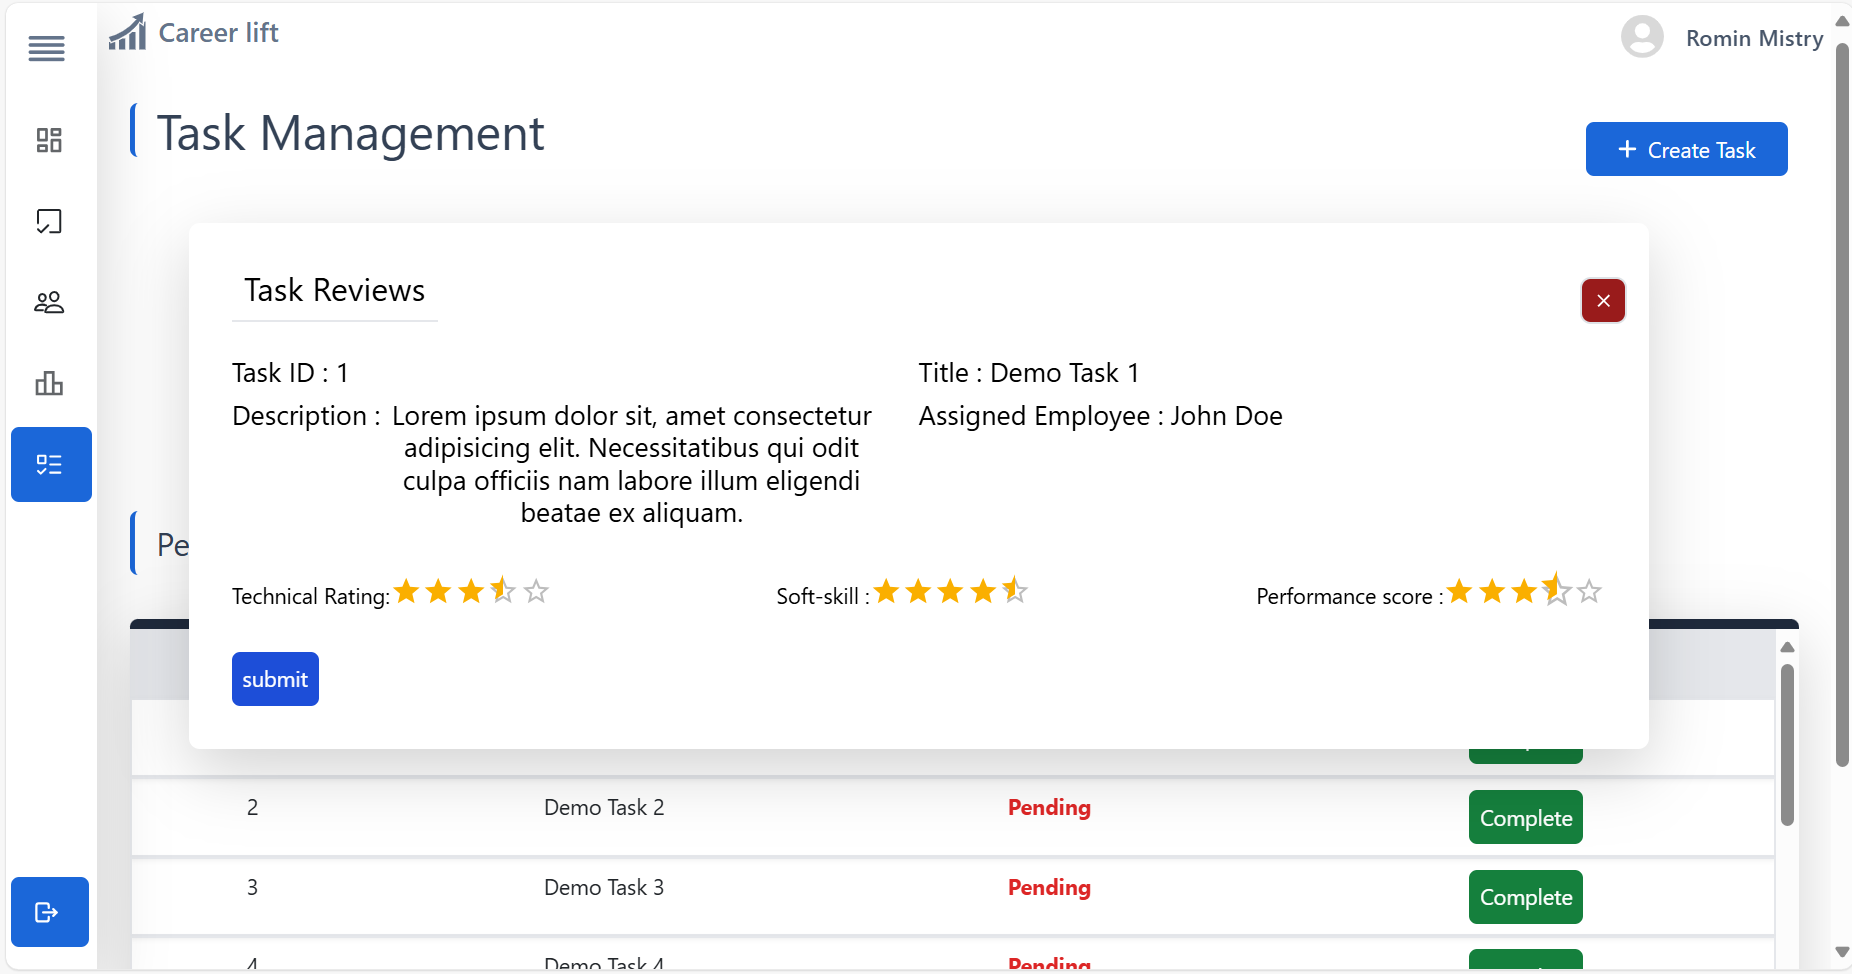 Career lift
Romin Mistry
Task Management
+ Create Task
Task Reviews
Task ID : 1
Title : Demo Task 1
Description : Lorem ipsum dolor sit, amet consectetur
adipisicing elit. Necessitatibus qui odit
culpa officiis nam labore illum eligendi
beatae ex aliquam.
Assigned Employee : John Doe
Pe
Technical Rating:
Soft-skill :
Performance score :
submit
2 Demo Task 2 Pending Complete
3 Demo Task 3 Pending Complete
4 Demo Task 4 Pending